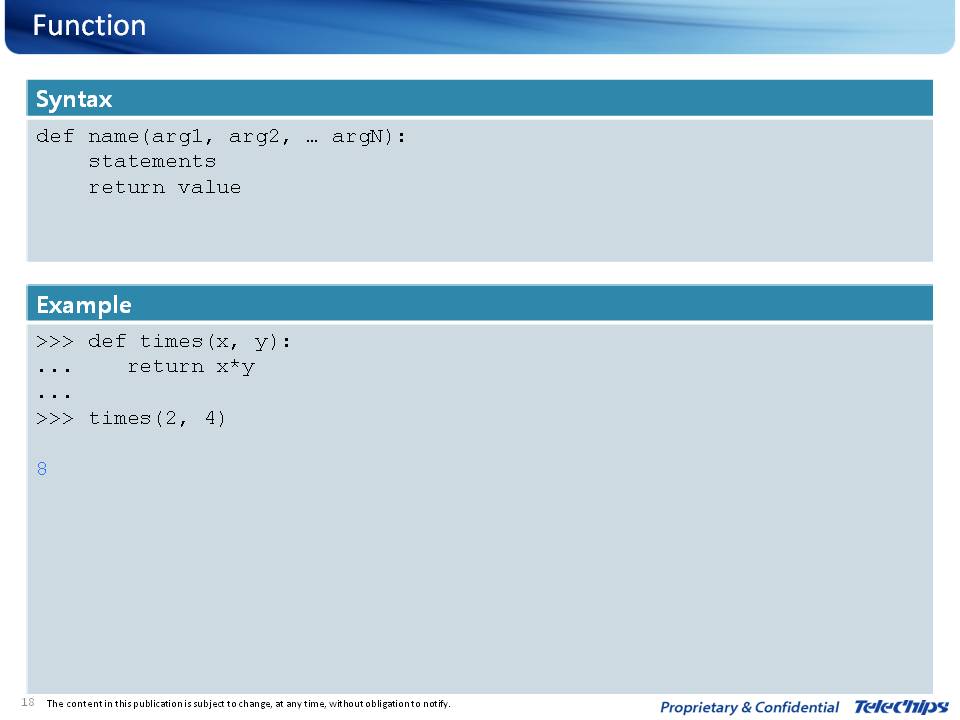 Function
Syntax
def name(arg1, arg2, … argN):
    statements
    return value
Example
>>> def times(x, y):
...    return x*y
...
>>> times(2, 4)
8
18 The content in this publication is subject to change, at any time, without obligation to notify.
Proprietary & Confidential TELECHIPS